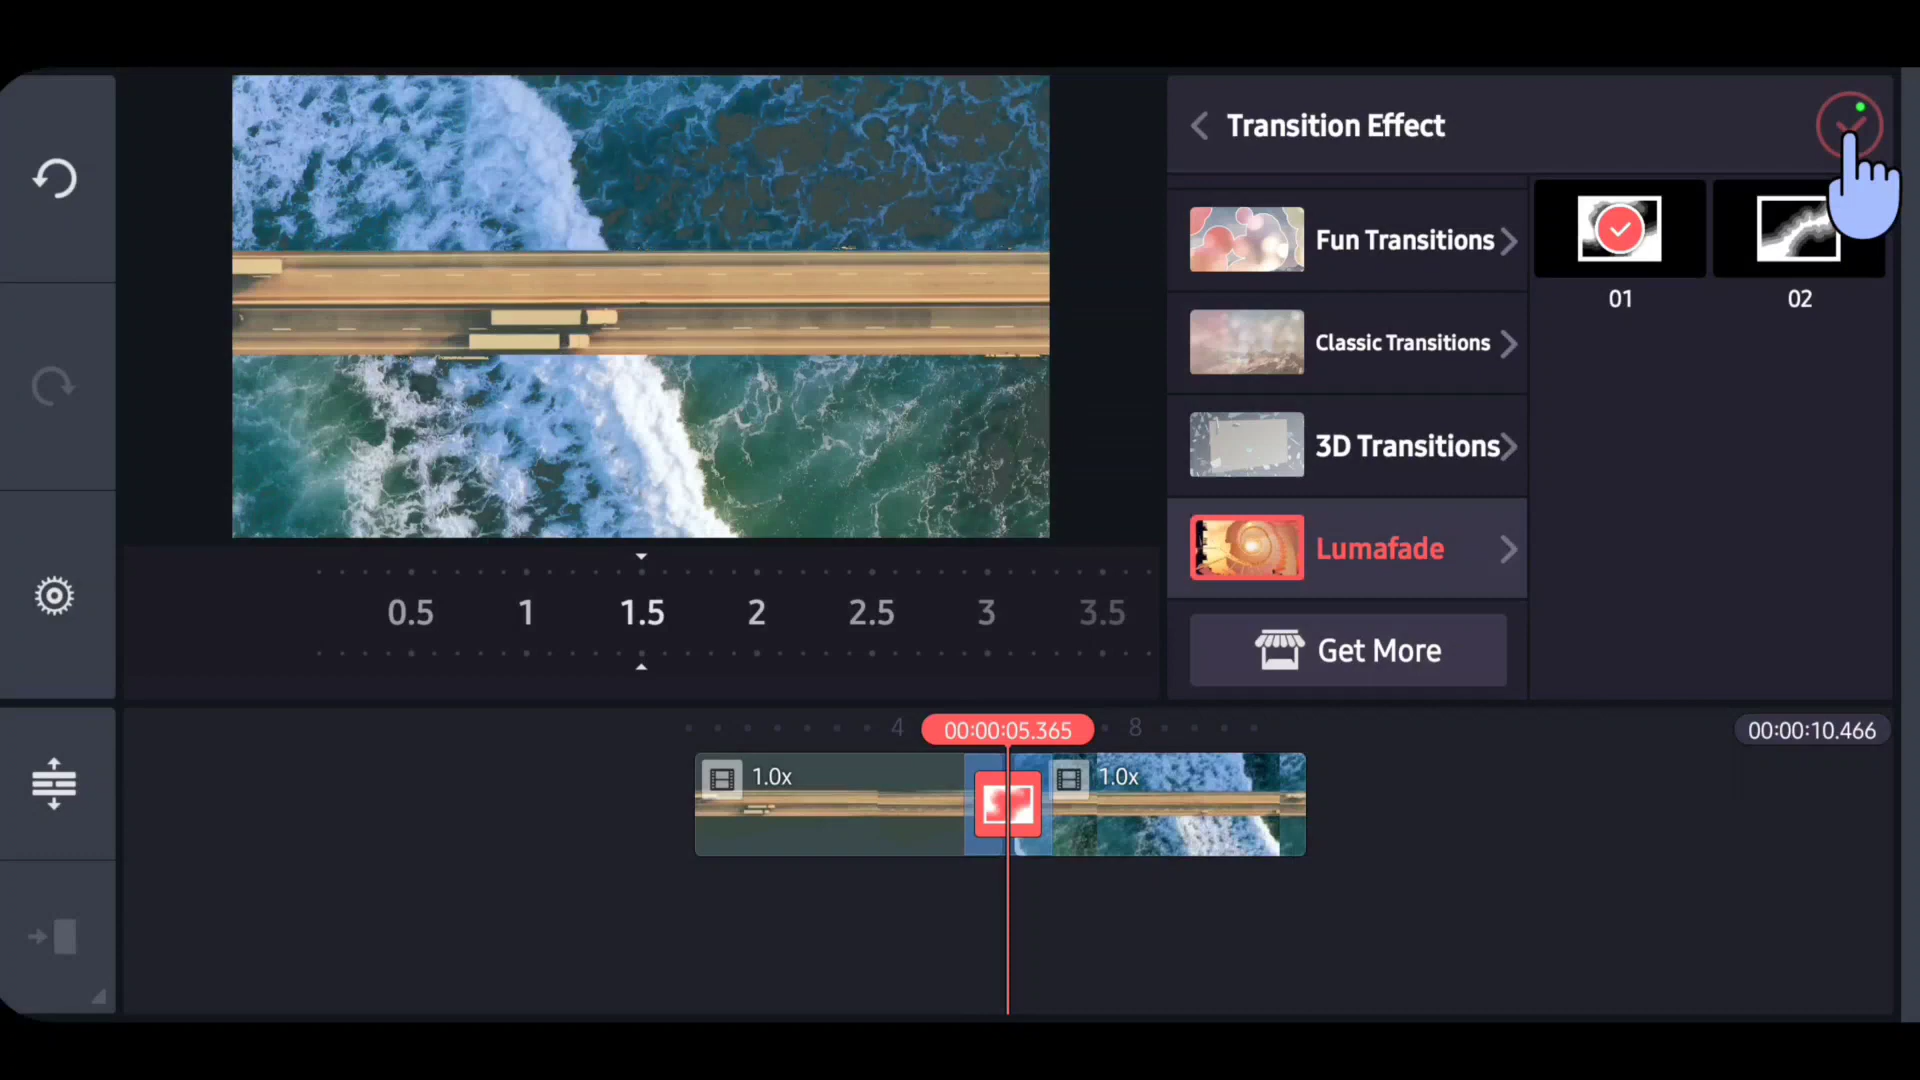 Transition Effect
Fun Transitions
01
02
Classic Transitions
3D Transitions
Lumafade
0.5
1
1.5
2
2.5
3
3.5
Get More
4
00:00:05.365
8
00:00:10.466
1.0x
1.0x